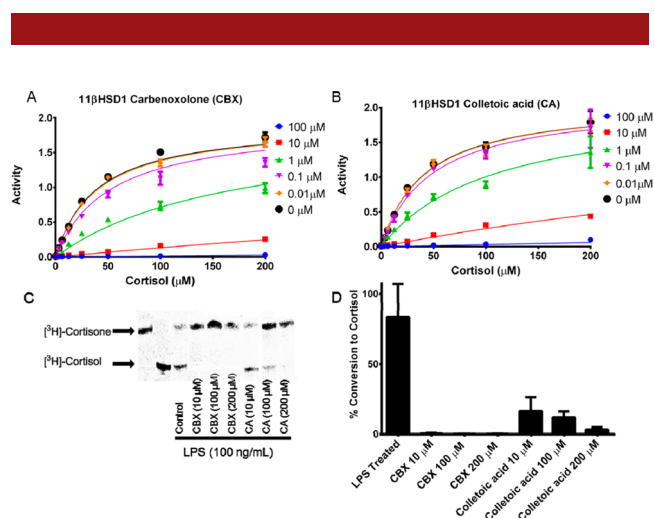 A
11βHSD1 Carbenoxolone (CBX)
Activity
2.0
1.5
1.0
0.5
0.0
0
50
100
150
200
Cortisol (μM)
100 μM
10 μM
1 μM
0.1 μM
0.01μM
0 μM
B
11βHSD1 Colletoic acid (CA)
Activity
2.0
1.5
1.0
0.5
0.0
0
50
100
150
200
Cortisol (μM)
100 μM
10 μM
1 μM
0.1 μM
0.01μM
0 μM
C
[³H]-Cortisone
[³H]-Cortisol
Control
CBX (10 μM)
CBX (100 μM)
CBX (200 μM)
CA (10 μM)
CA (100 μM)
CA (200 μM)
LPS (100 ng/mL)
D
% Conversion to Cortisol
100
50
0
LPS Treated
CBX 10 μM
CBX 100 μM
CBX 200 μM
Colletoic acid 10 μM
Colletoic acid 100 μM
Colletoic acid 200 μM